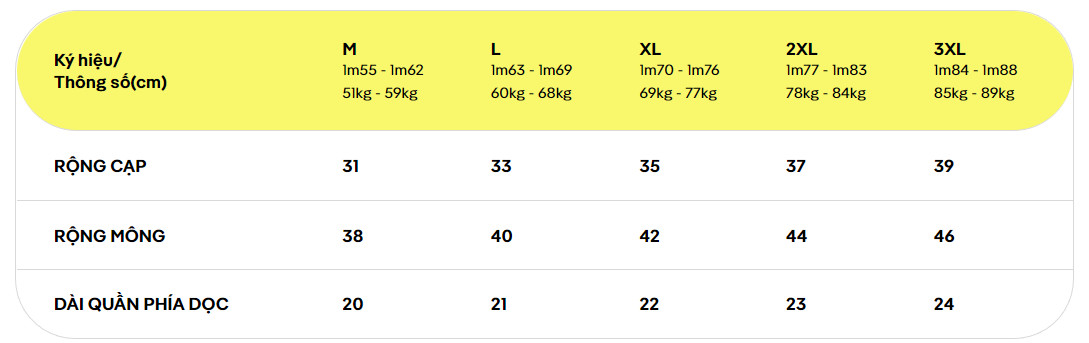 Ký hiệu/
Thông số(cm)
M
1m55 - 1m62
51kg - 59kg
L
1m63 - 1m69
60kg - 68kg
XL
1m70 - 1m76
69kg - 77kg
2XL
1m77 - 1m83
78kg - 84kg
3XL
1m84 - 1m88
85kg - 89kg
RỘNG CẠP 31 33 35 37 39
RỘNG MÔNG 38 40 42 44 46
DÀI QUẦN PHÍA DỌC 20 21 22 23 24